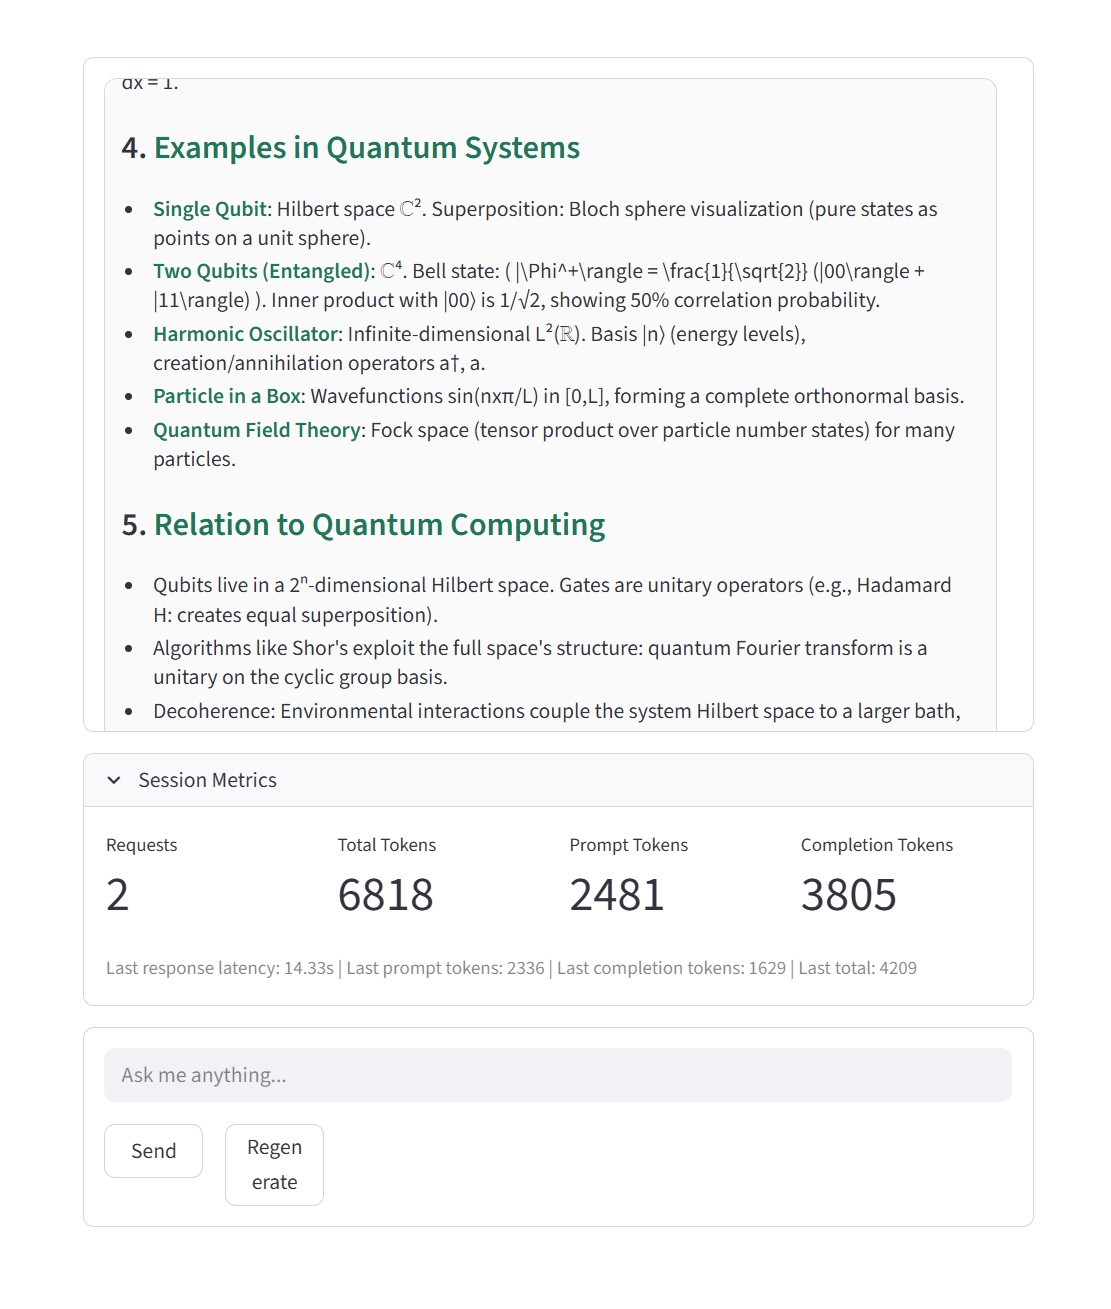 dx = 1.
4. Examples in Quantum Systems
• Single Qubit: Hilbert space ℂ². Superposition: Bloch sphere visualization (pure states as
points on a unit sphere).
• Two Qubits (Entangled): ℂ⁴. Bell state: ( |\Phi^+\rangle = \frac{1}{\sqrt{2}} (|00\rangle +
|11\rangle) ). Inner product with |00⟩ is 1/√2, showing 50% correlation probability.
• Harmonic Oscillator: Infinite-dimensional L²(ℝ). Basis |n⟩ (energy levels),
creation/annihilation operators a†, a.
• Particle in a Box: Wavefunctions sin(nxπ/L) in [0,L], forming a complete orthonormal basis.
• Quantum Field Theory: Fock space (tensor product over particle number states) for many
particles.
5. Relation to Quantum Computing
• Qubits live in a 2ⁿ-dimensional Hilbert space. Gates are unitary operators (e.g., Hadamard
H: creates equal superposition).
• Algorithms like Shor's exploit the full space's structure: quantum Fourier transform is a
unitary on the cyclic group basis.
• Decoherence: Environmental interactions couple the system Hilbert space to a larger bath,
Session Metrics
Requests Total Tokens Prompt Tokens Completion Tokens
2 6818 2481 3805
Last response latency: 14.33s | Last prompt tokens: 2336 | Last completion tokens: 1629 | Last total: 4209
Ask me anything...
Send
Regen
erate